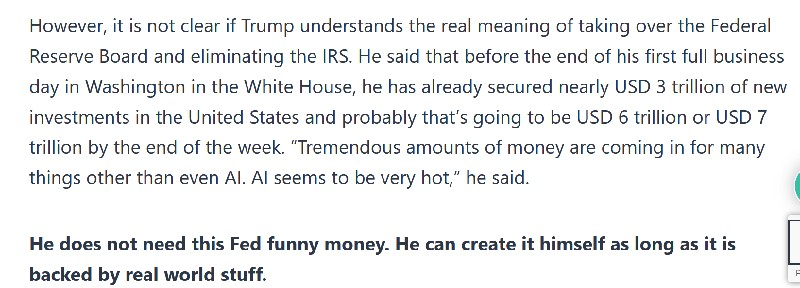 However, it is not clear if Trump understands the real meaning of taking over the Federal
Reserve Board and eliminating the IRS. He said that before the end of his first full business
day in Washington in the White House, he has already secured nearly USD 3 trillion of new
investments in the United States and probably that's going to be USD 6 trillion or USD 7
trillion by the end of the week. "Tremendous amounts of money are coming in for many
things other than even AI. AI seems to be very hot," he said.
He does not need this Fed funny money. He can create it himself as long as it is
backed by real world stuff.